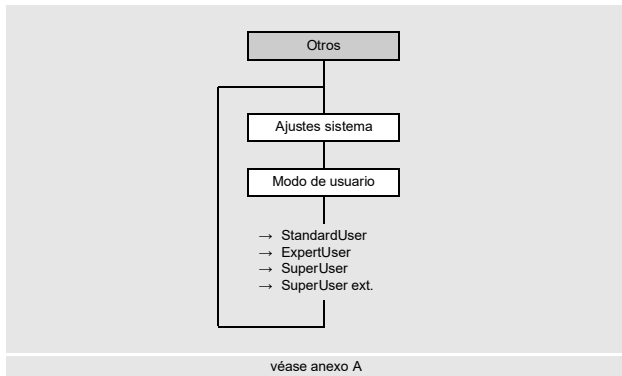 Otros
Ajustes sistema
Modo de usuario
→ StandardUser
→ ExpertUser
→ SuperUser
→ SuperUser ext.
véase anexo A